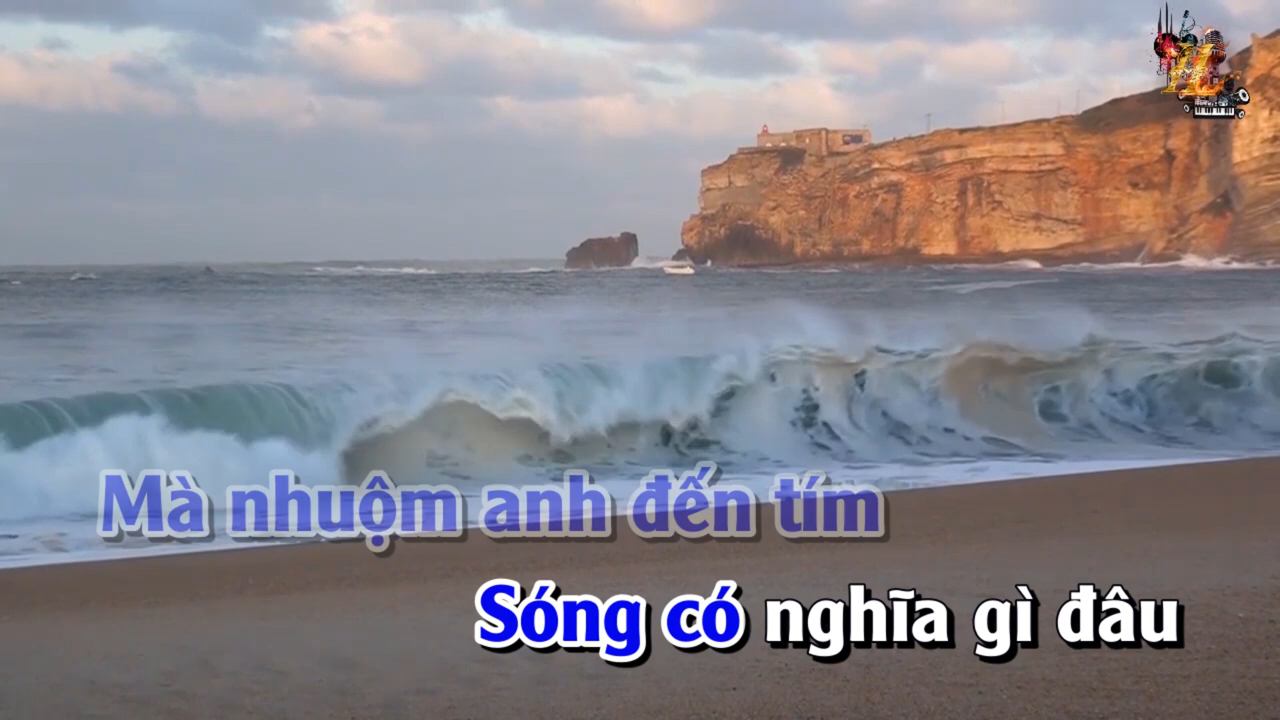 Mà nhuộm anh đến tím
Sóng có nghĩa gì đâu